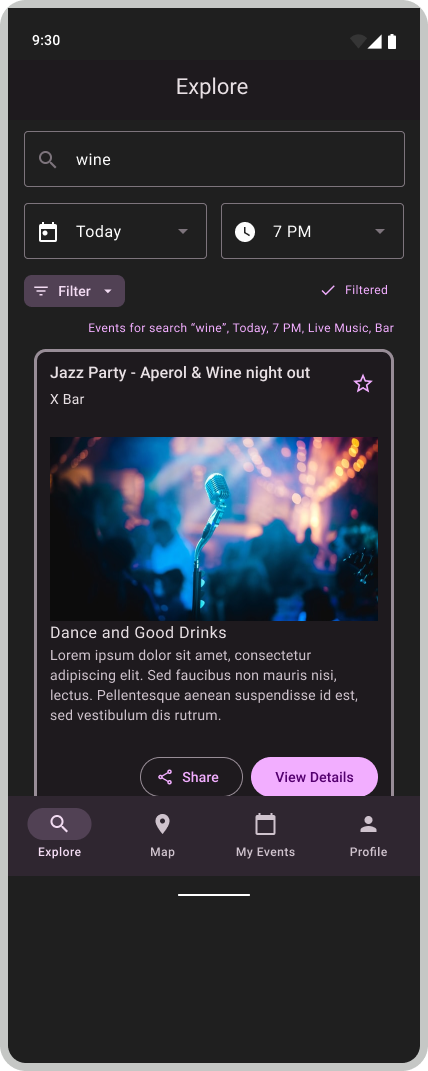 9:30
Explore
wine
Today
7 PM
Filter
Filtered
Events for search “wine”, Today, 7 PM, Live Music, Bar
Jazz Party - Aperol & Wine night out
X Bar
Dance and Good Drinks
Lorem ipsum dolor sit amet, consectetur
adipiscing elit. Sed faucibus non mauris nisi,
lectus. Pellentesque aenean suspendisse id est,
sed vestibulum dis rutrum.
Share
View Details
Explore
Map
My Events
Profile